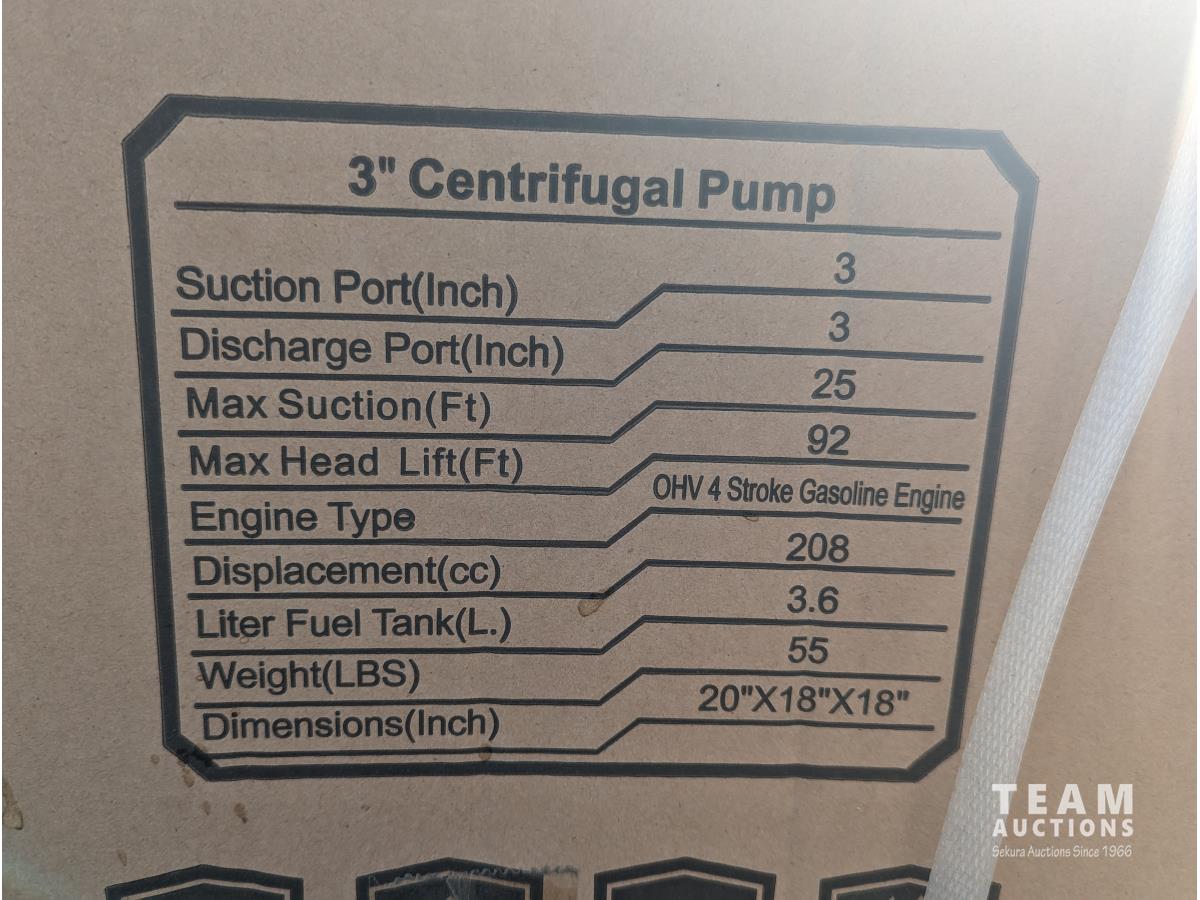 3" Centrifugal Pump
Suction Port(Inch) 3
Discharge Port(Inch) 3
Max Suction(Ft) 25
Max Head Lift(Ft) 92
Engine Type OHV 4 Stroke Gasoline Engine
Displacement(cc) 208
Liter Fuel Tank(L.) 3.6
Weight(LBS) 55
Dimensions(Inch) 20"X18"X18"
TEAM
AUCTIONS
Sekura Auctions Since 1966